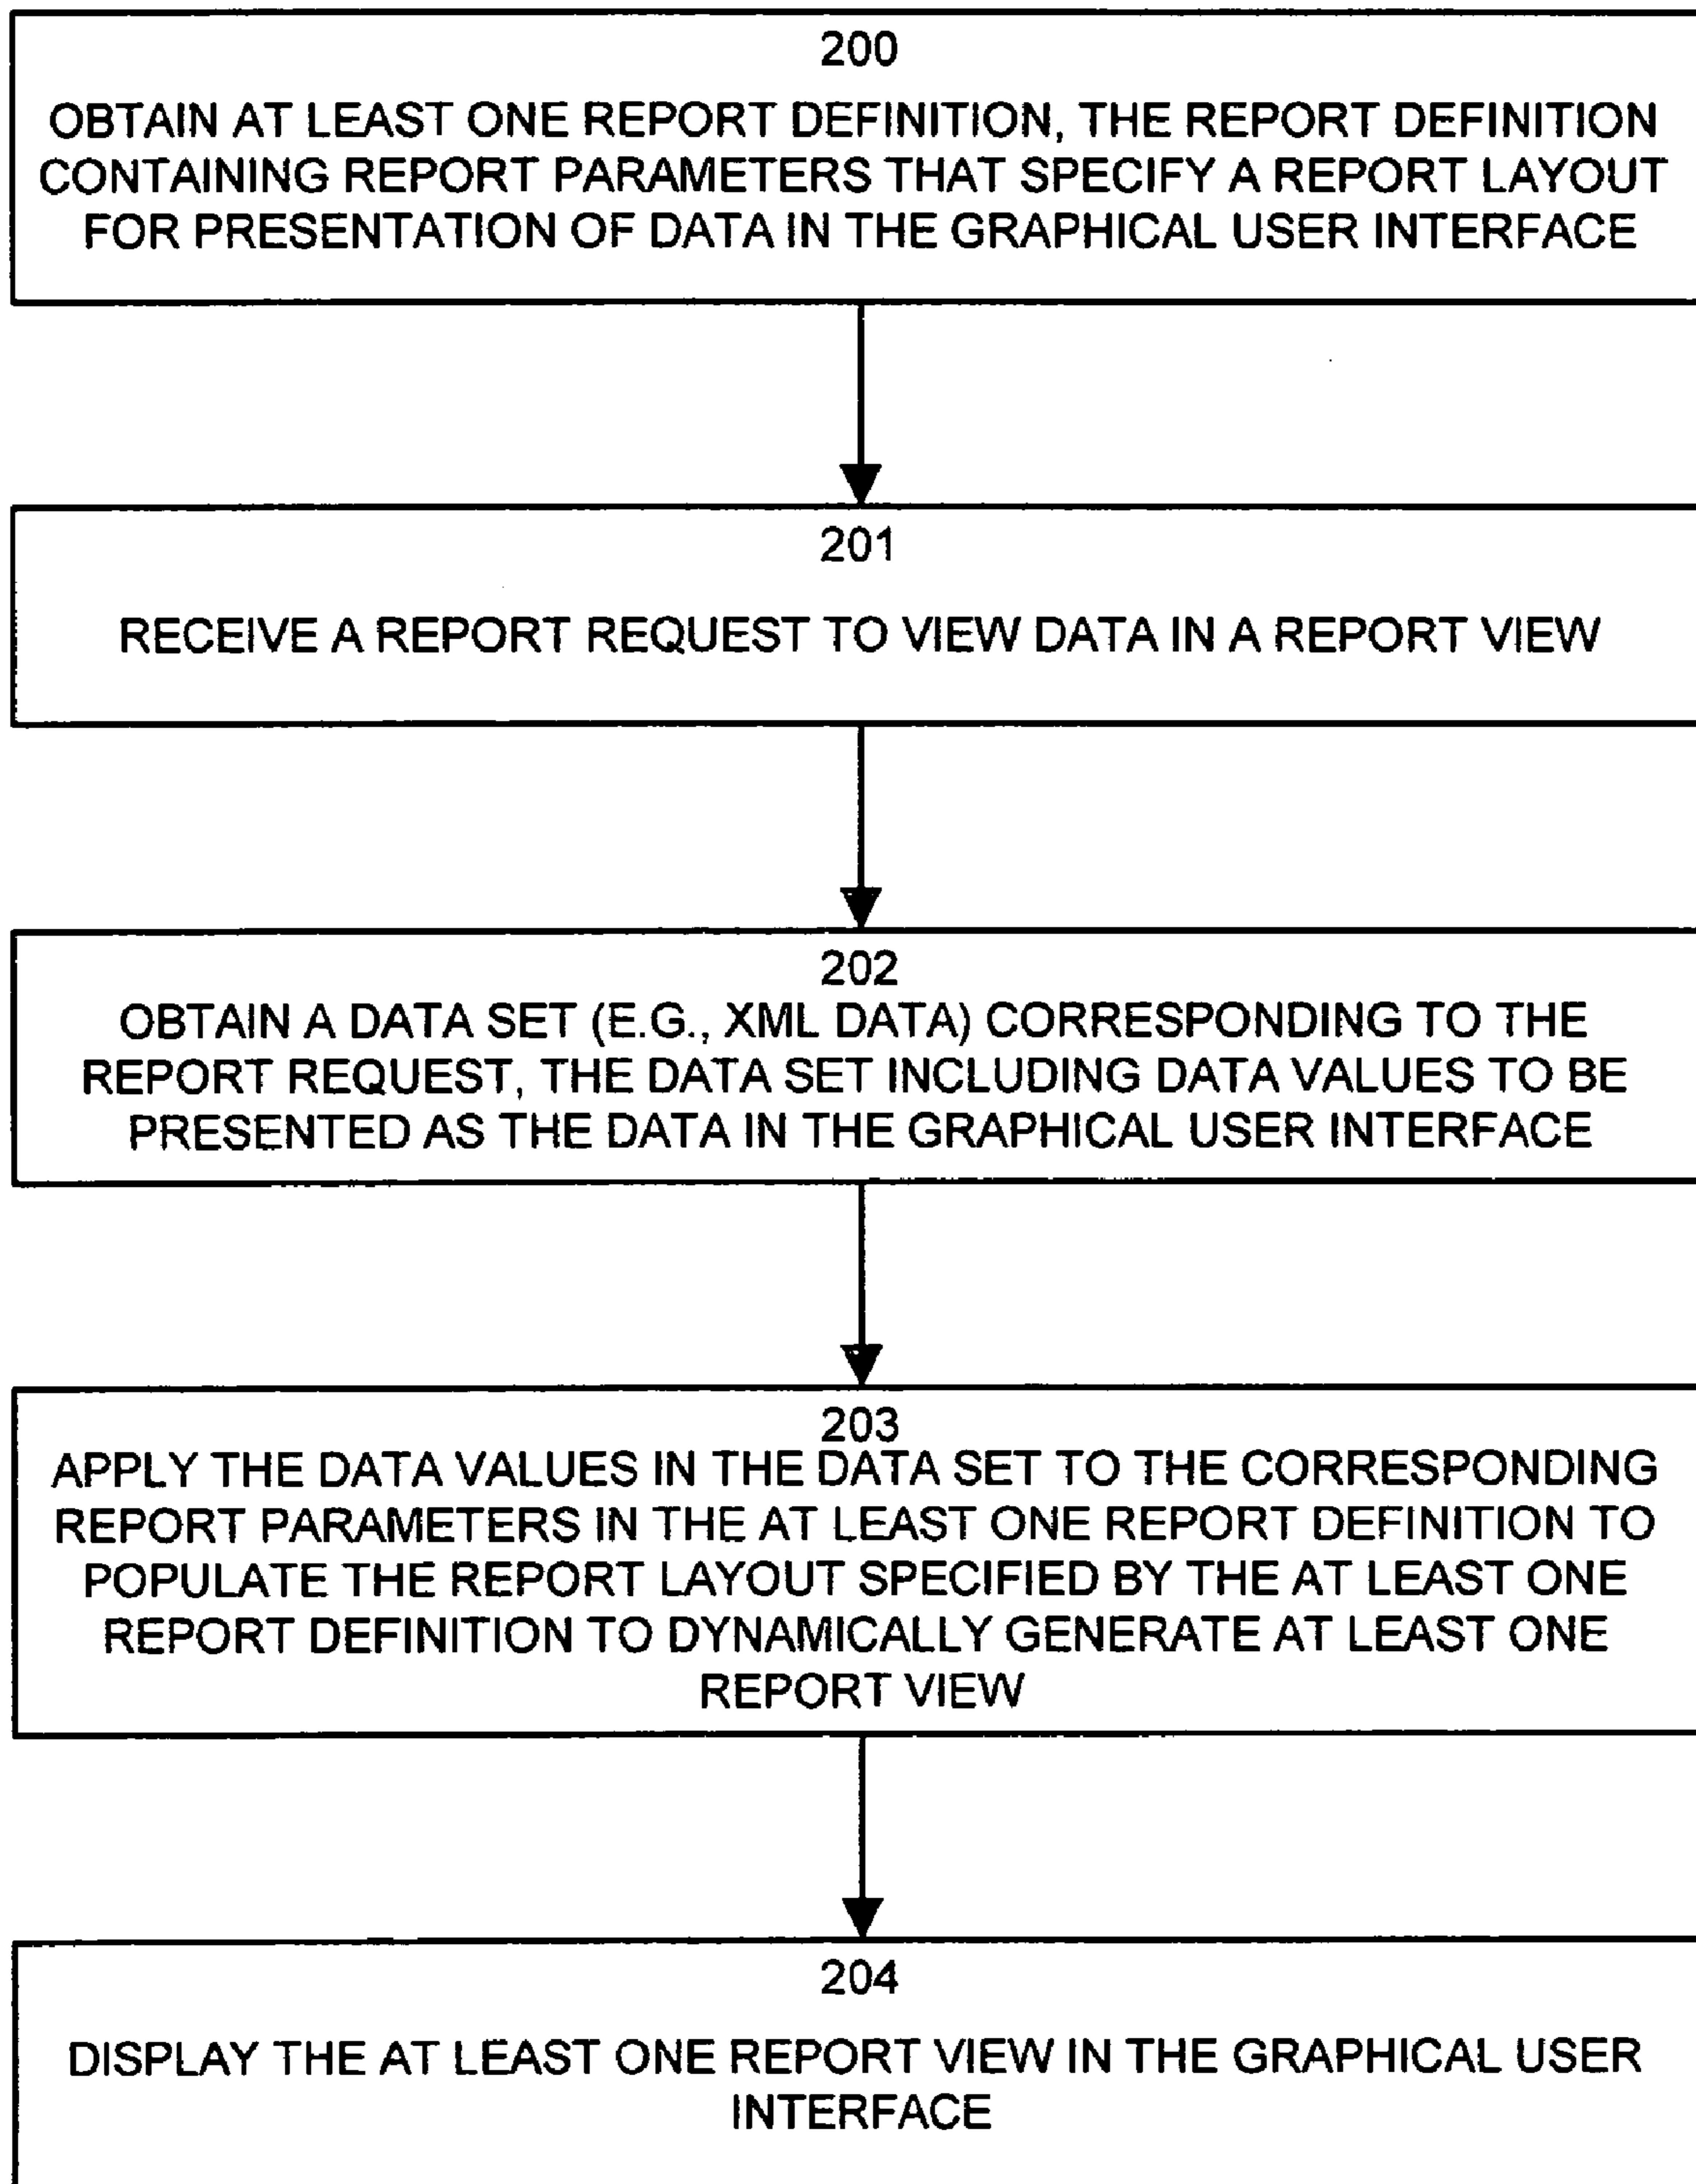 200
OBTAIN AT LEAST ONE REPORT DEFINITION, THE REPORT DEFINITION
CONTAINING REPORT PARAMETERS THAT SPECIFY A REPORT LAYOUT
FOR PRESENTATION OF DATA IN THE GRAPHICAL USER INTERFACE
201
RECEIVE A REPORT REQUEST TO VIEW DATA IN A REPORT VIEW
202
OBTAIN A DATA SET (E.G., XML DATA) CORRESPONDING TO THE
REPORT REQUEST, THE DATA SET INCLUDING DATA VALUES TO BE
PRESENTED AS THE DATA IN THE GRAPHICAL USER INTERFACE
203
APPLY THE DATA VALUES IN THE DATA SET TO THE CORRESPONDING
REPORT PARAMETERS IN THE AT LEAST ONE REPORT DEFINITION TO
POPULATE THE REPORT LAYOUT SPECIFIED BY THE AT LEAST ONE
REPORT DEFINITION TO DYNAMICALLY GENERATE AT LEAST ONE
REPORT VIEW
204
DISPLAY THE AT LEAST ONE REPORT VIEW IN THE GRAPHICAL USER
INTERFACE